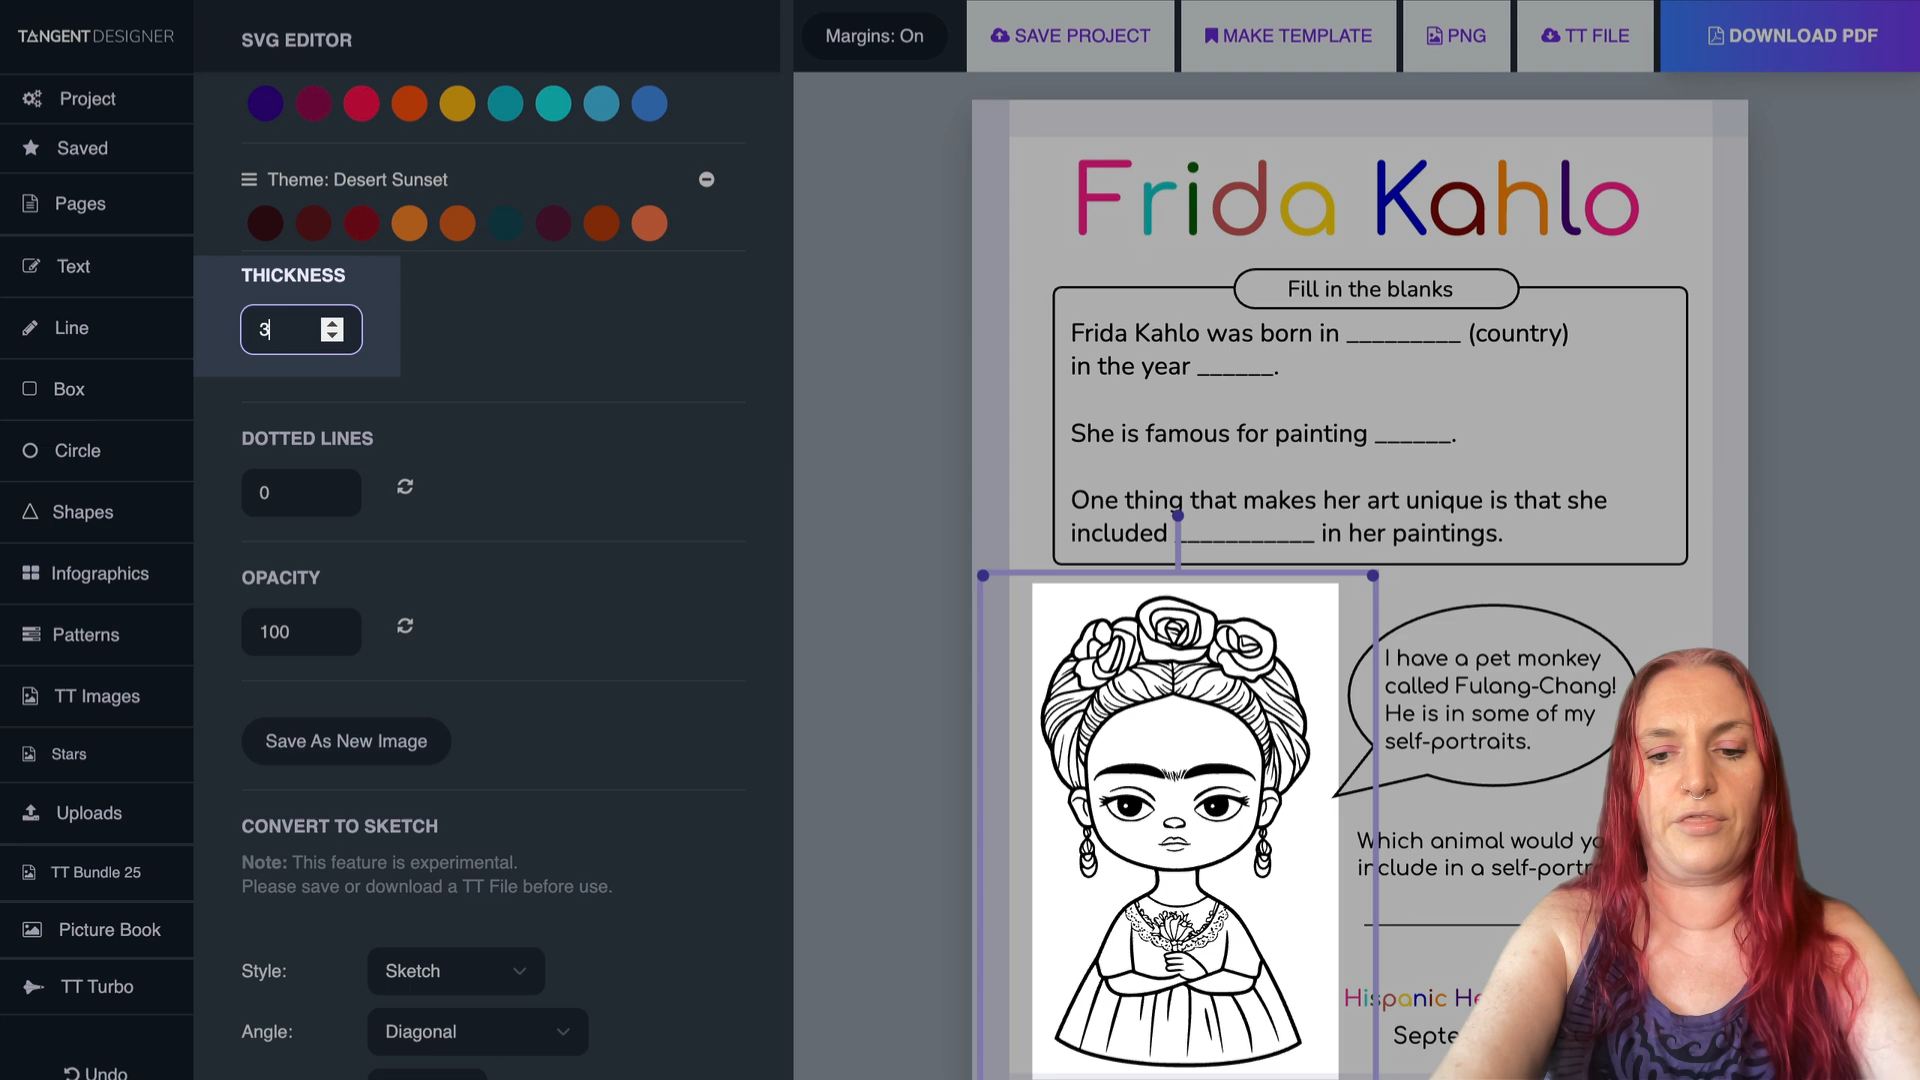 TANGENT DESIGNER
SVG EDITOR
Margins: On
SAVE PROJECT
MAKE TEMPLATE
PNG
TT FILE
DOWNLOAD PDF
Project
Saved
Pages
Text
Line
Box
Circle
Shapes
Infographics
Patterns
TT Images
Stars
Uploads
TT Bundle 25
Picture Book
TT Turbo
Undo
Theme: Desert Sunset
THICKNESS
3
DOTTED LINES
0
OPACITY
100
Save As New Image
CONVERT TO SKETCH
Note: This feature is experimental.
Please save or download a TT File before use.
Style: Sketch
Angle: Diagonal
Frida Kahlo
Fill in the blanks
Frida Kahlo was born in _________ (country)
in the year ______.
She is famous for painting ______.
One thing that makes her art unique is that she
included ___________ in her paintings.
I have a pet monkey
called Fulang-Chang!
He is in some of my
self-portraits.
Which animal would
include in a
Hispanic